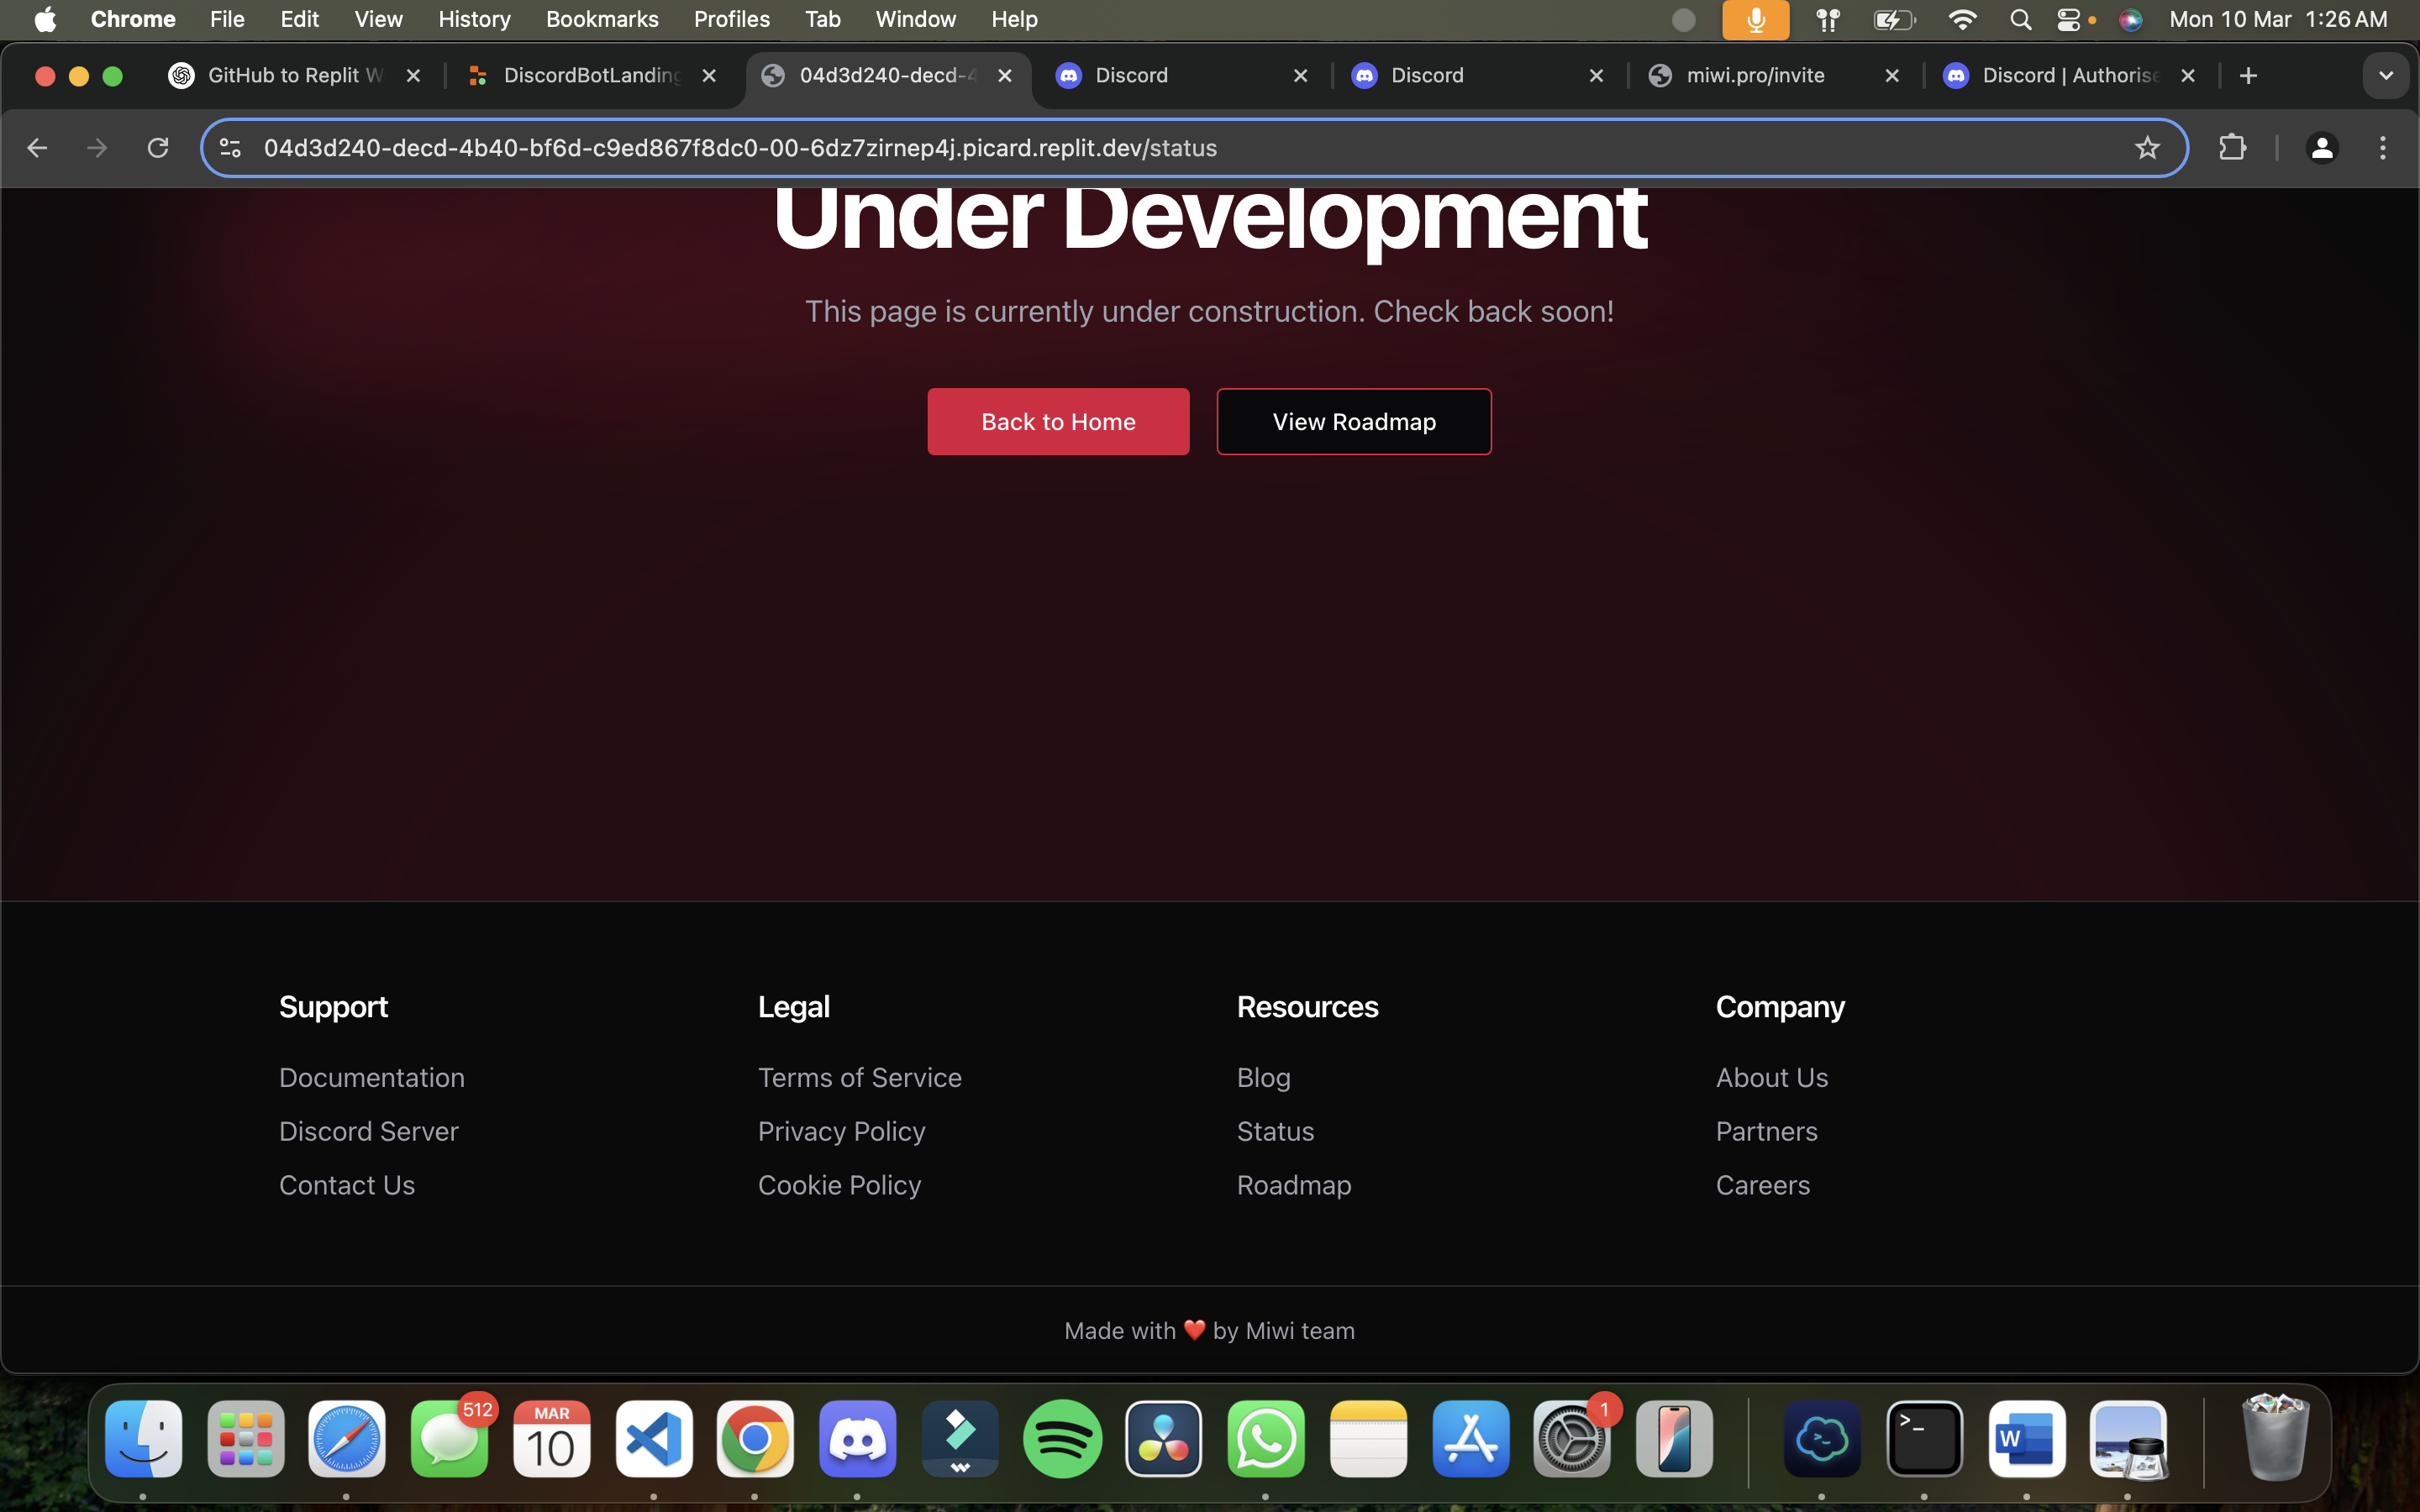 Chrome File Edit View History Bookmarks Profiles Tab Window Help Mon 10 Mar 1:26 AM
GitHub to Replit W DiscordBotLanding 04d3d240-decd-4 Discord Discord miwi.pro/invite Discord | Authorise
04d3d240-decd-4b40-bf6d-c9ed867f8dc0-00-6dz7zirnep4j.picard.replit.dev/status
Under Development
This page is currently under construction. Check back soon!
Back to Home View Roadmap
Support Legal Resources Company
Documentation Terms of Service Blog About Us
Discord Server Privacy Policy Status Partners
Contact Us Cookie Policy Roadmap Careers
Made with ❤️ by Miwi team
512 MAR 1
10 >_ W